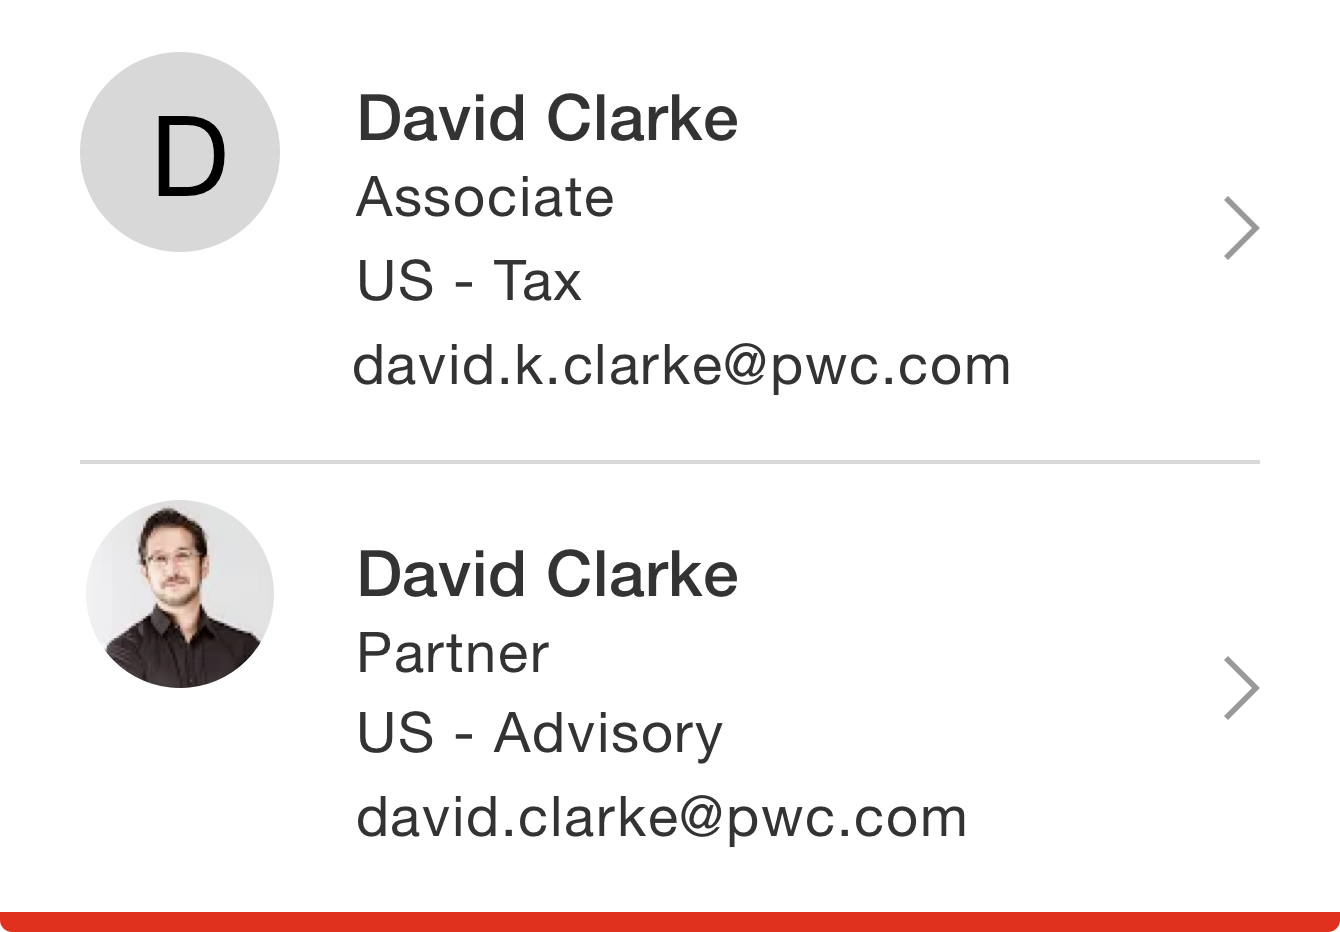 D
David Clarke
Associate
US - Tax
david.k.clarke@pwc.com
David Clarke
Partner
US - Advisory
david.clarke@pwc.com